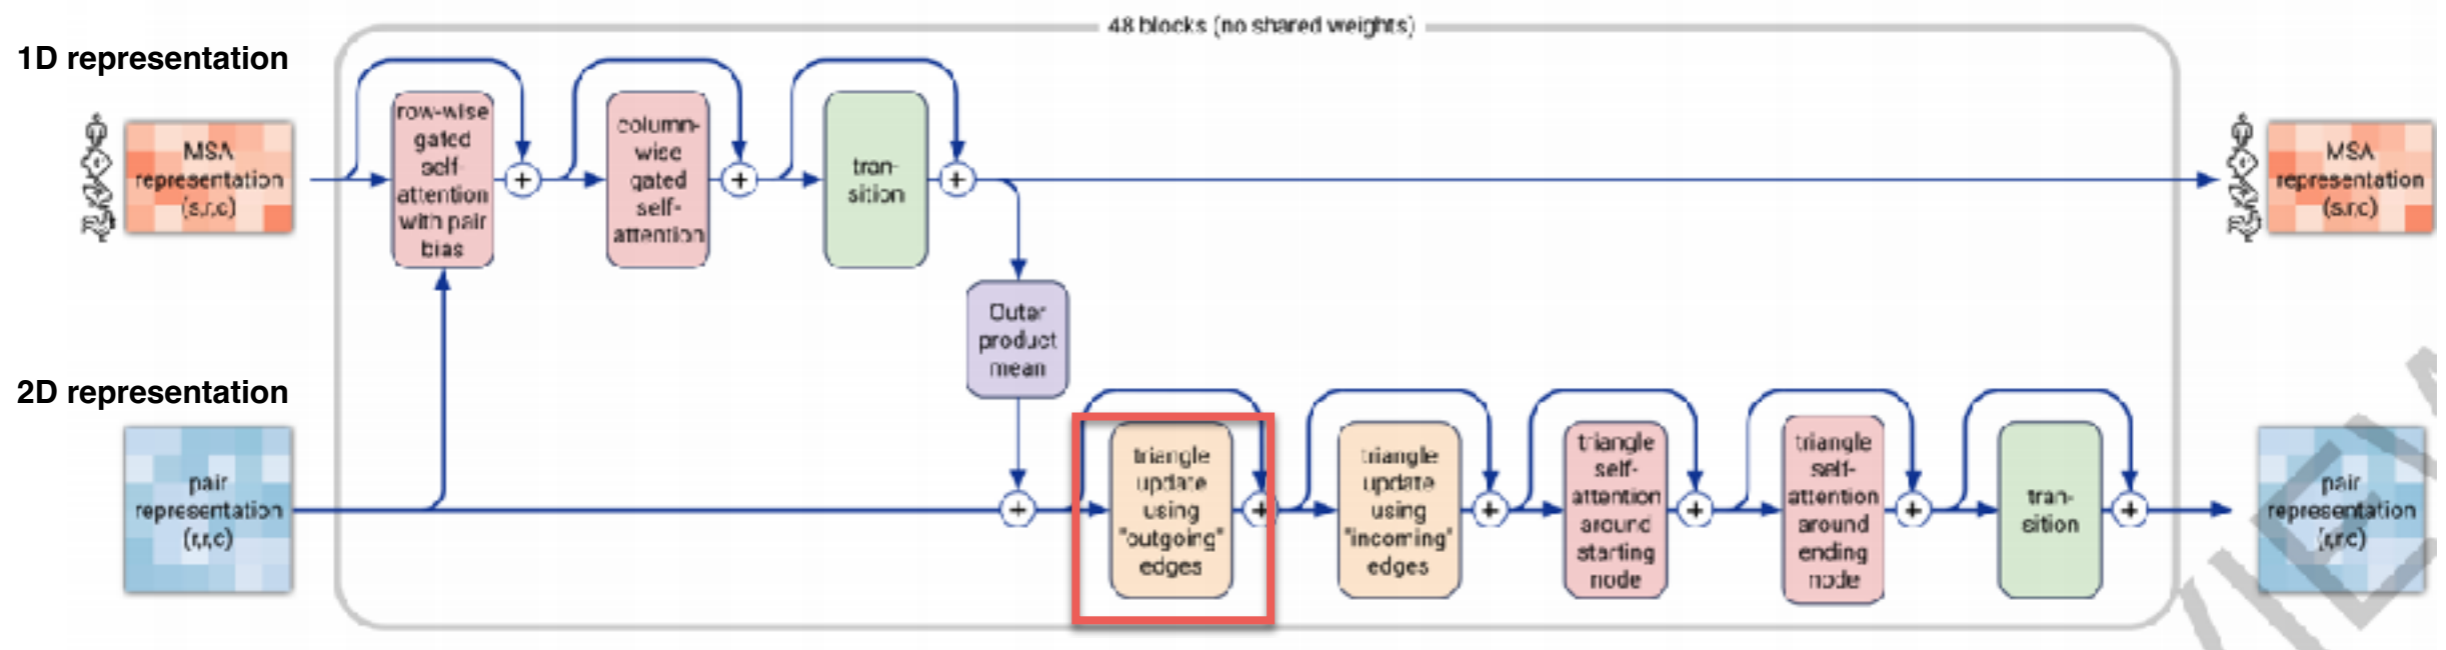 48 blocks (no shared weights)
1D representation
MSA
representation
(s,r,c)
row-wise
gated
self-
attention
with pair
bias
column-
wise
gated
self-
attention
tran-
sition
MSA
representation
(s,r,c)
Outer
product
mean
2D representation
pair
representation
(r,r,c)
triangle
update
using
"outgoing"
edges
triangle
update
using
"incoming"
edges
triangle
self-
attention
around
starting
node
triangle
self-
attention
around
ending
node
tran-
sition
pair
representation
(r,r,c)